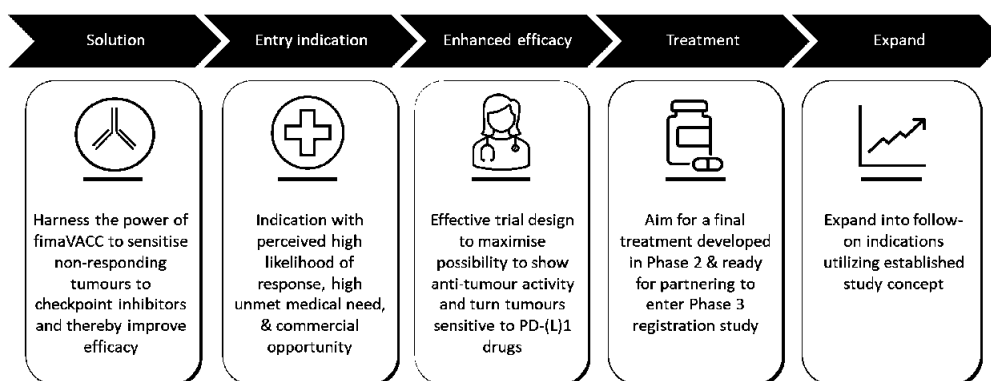 Solution
Entry indication
Enhanced efficacy
Treatment
Expand
Harness the power of
fimaVACC to sensitise
non-responding
tumours to
checkpoint inhibitors
and thereby improve
efficacy
Indication with
perceived high
likelihood of
response, high
unmet medical need,
& commercial
opportunity
Effective trial design
to maximise
possibility to show
anti-tumour activity
and turn tumours
sensitive to PD-(L)1
drugs
Aim for a final
treatment developed
in Phase 2 & ready
for partnering to
enter Phase 3
registration study
Expand into follow-
on indications
utilizing established
study concept